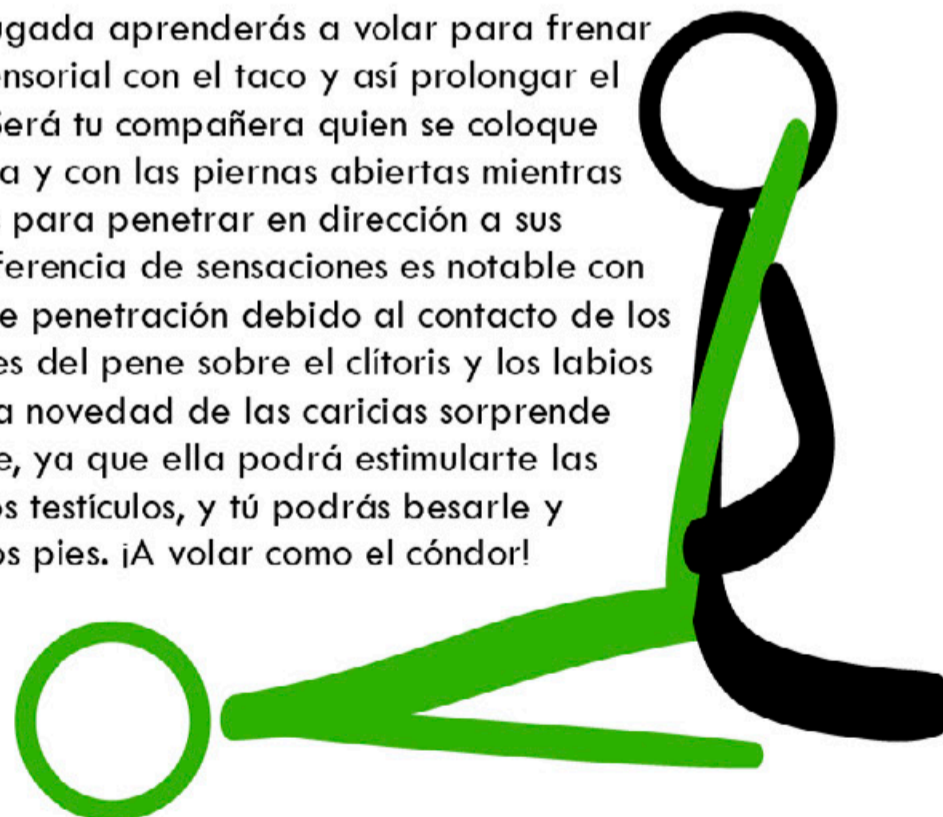 ugada aprenderás a volar para frenar
ensorial con el taco y así prolongar el
Será tu compañera quien se coloque
a y con las piernas abiertas mientras
para penetrar en dirección a sus
ferencia de sensaciones es notable con
e penetración debido al contacto de los
es del pene sobre el clítoris y los labios
a novedad de las caricias sorprende
e, ya que ella podrá estimularte las
os testículos, y tú podrás besarle y
os pies. ¡A volar como el cóndor!